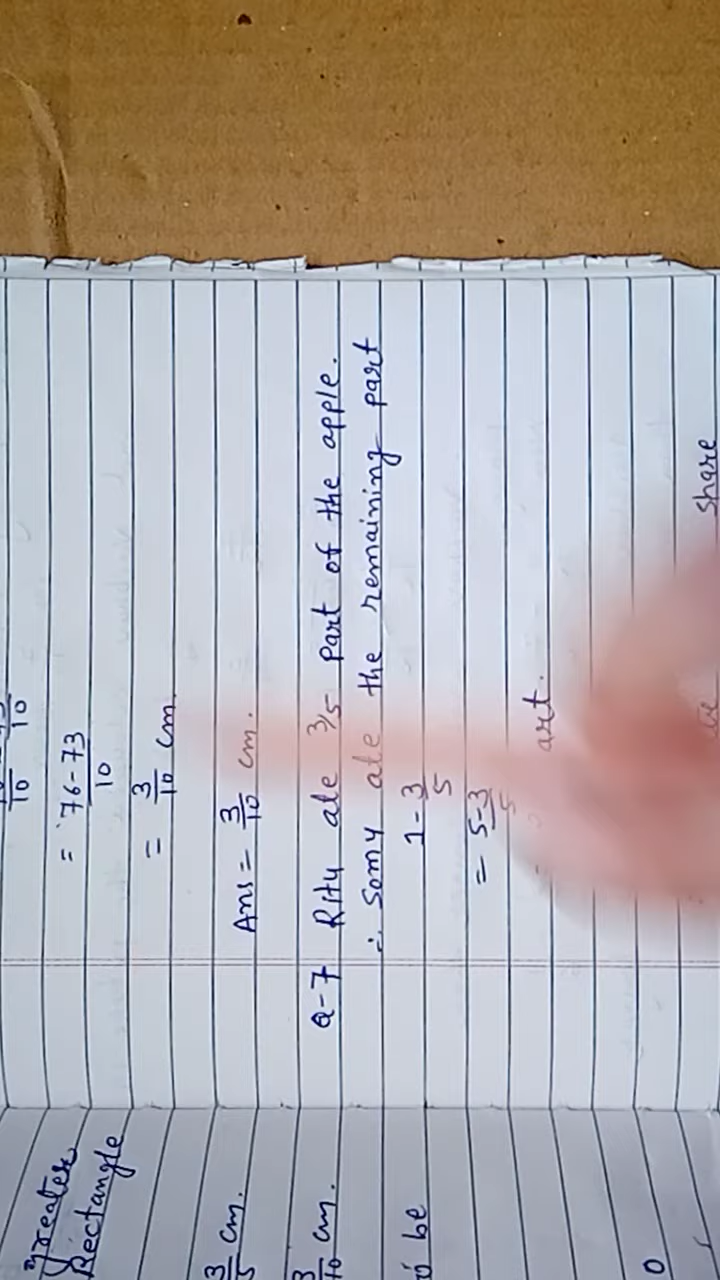 = 76-73
10
= 3/10 cm.
Ans = 3/10 cm.
Q-7 Ritu ate 3/5 part of the apple.
∴ Somy ate the remaining part
1 - 3/5
= 5-3
5
art.
share
greater
Rectangle
3/5 cm.
3/10 cm.
be